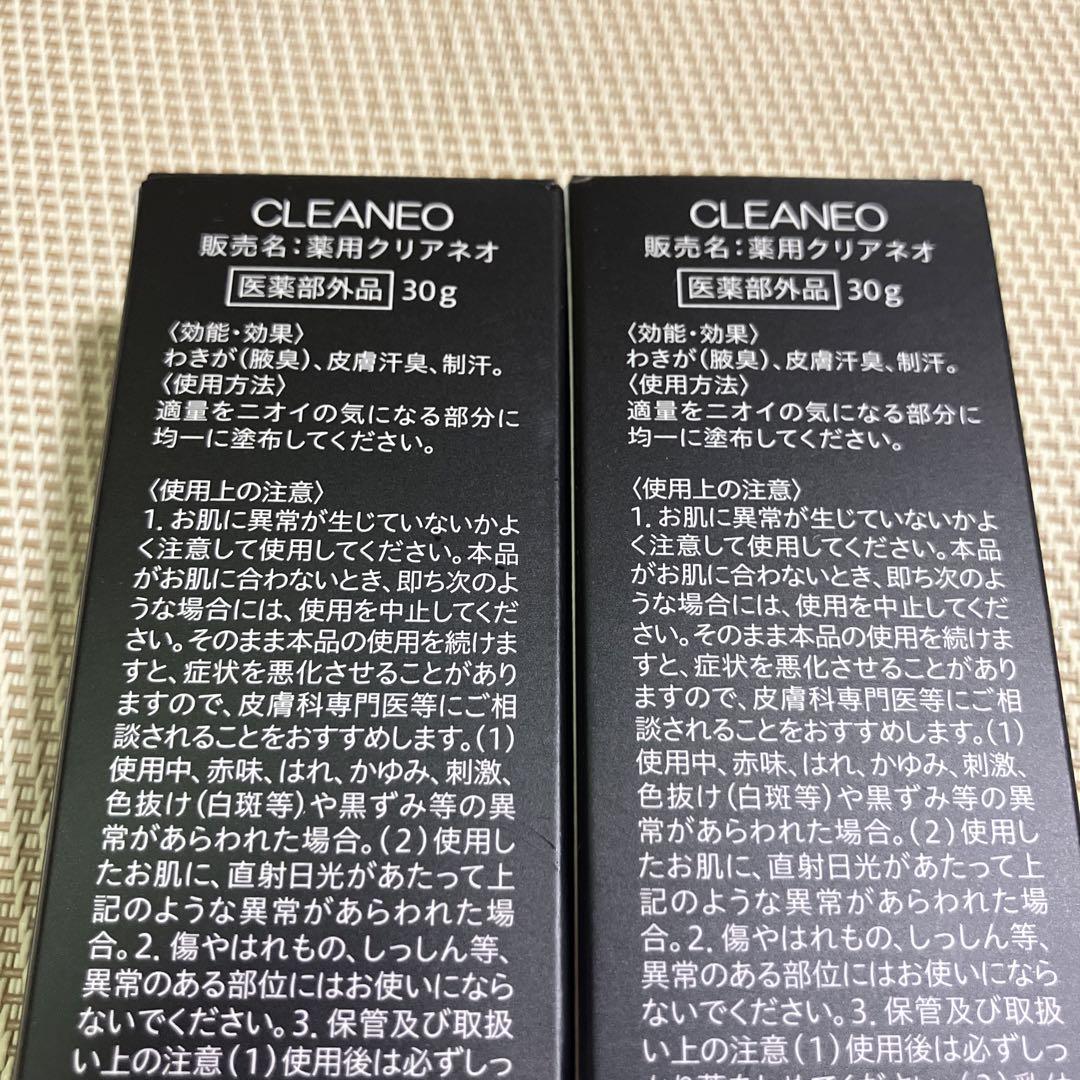 CLEANEO
販売名:薬用クリアネオ
医薬部外品 30g
〈効能・効果〉
わきが(腋臭)、皮膚汗臭、制汗。
〈使用方法〉
適量をニオイの気になる部分に
均一に塗布してください。
〈使用上の注意〉
1. お肌に異常が生じていないかよ
く注意して使用してください。本品
がお肌に合わないとき、即ち次のよ
うな場合には、使用を中止してくだ
さい。そのまま本品の使用を続けま
すと、症状を悪化させることがあり
ますので、皮膚科専門医等にご相
談されることをおすすめします。(1)
使用中、赤味、はれ、かゆみ、刺激、
色抜け(白斑等)や黒ずみ等の異
常があらわれた場合。(2)使用し
たお肌に、直射日光があたって上
記のような異常があらわれた場
合。2. 傷やはれもの、しっしん等、
異常のある部位にはお使いになら
ないでください。3. 保管及び取扱
い上の注意(1)使用後は必ずしっ
CLEANEO
販売名:薬用クリアネオ
医薬部外品 30g
〈効能・効果〉
わきが(腋臭)、皮膚汗臭、制汗。
〈使用方法〉
適量をニオイの気になる部分に
均一に塗布してください。
〈使用上の注意〉
1. お肌に異常が生じていないかよ
く注意して使用してください。本品
がお肌に合わないとき、即ち次のよ
うな場合には、使用を中止してくだ
さい。そのまま本品の使用を続けま
すと、症状を悪化させることがあり
ますので、皮膚科専門医等にご相
談されることをおすすめします。(1)
使用中、赤味、はれ、かゆみ、刺激、
色抜け(白斑等)や黒ずみ等の異
常があらわれた場合。(2)使用し
たお肌に、直射日光があたって上
記のような異常があらわれた場
合。2. 傷やはれもの、しっしん等、
異常のある部位にはお使いになら
ないでください。3. 保管及び取扱
い上の注意(1)使用後は必ずしっ